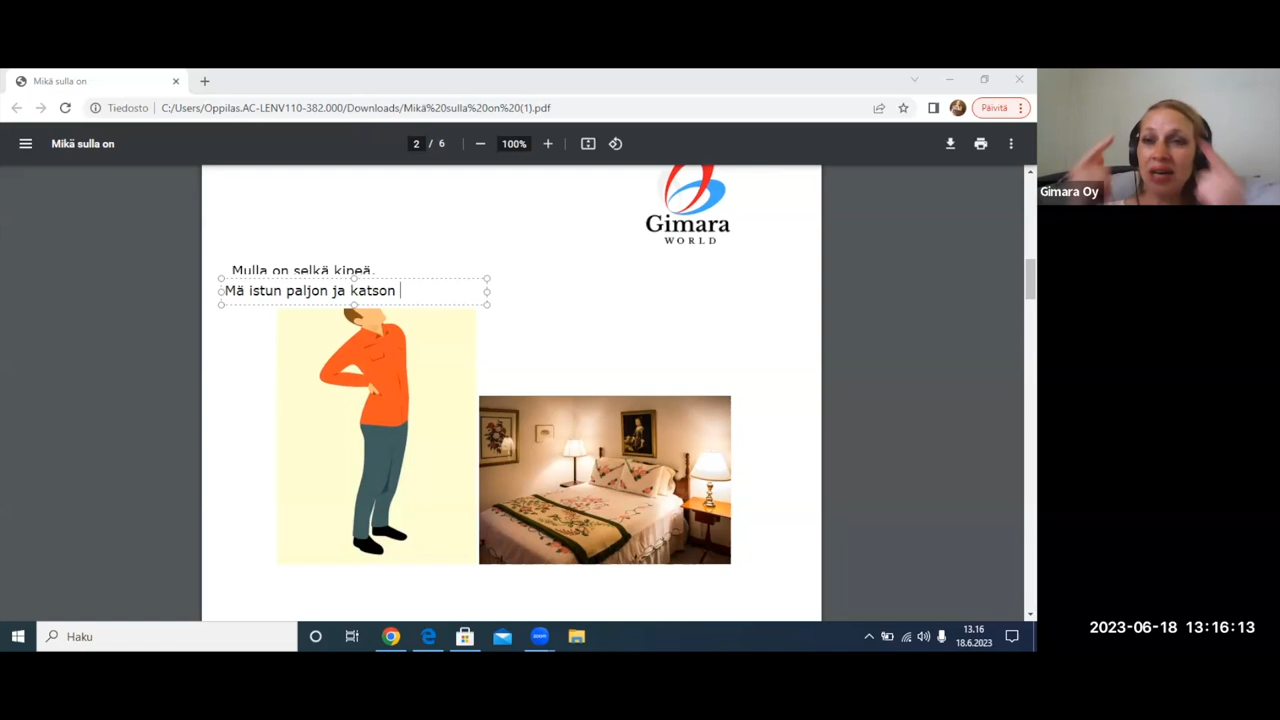 Mikä sulla on
Tiedosto
C:/Users/Oppilas.AC-LENV110-382.000/Downloads/Mikä%20sulla%20on%20(1).pdf
Päivitä
Mikä sulla on
2 / 6
100%
Gimara Oy
Gimara
WORLD
Mulla on selkä kipeä.
Mä istun paljon ja katson
Haku
zoom
13.16
18.6.2023
2023-06-18 13:16:13